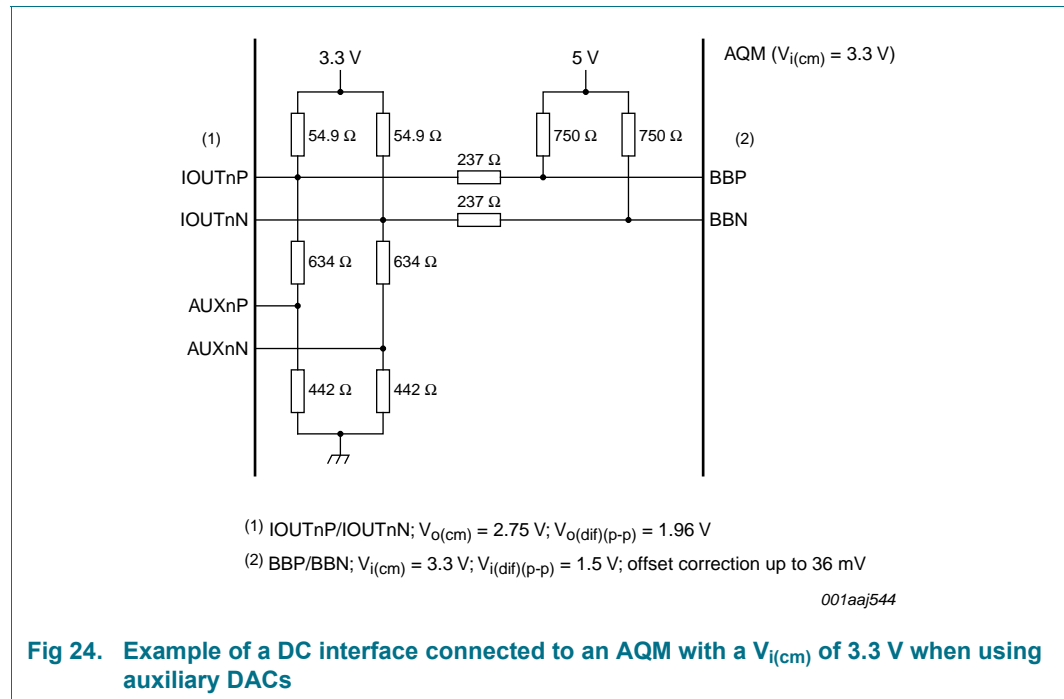 3.3 V
5 V
AQM (Vi(cm) = 3.3 V)
(1)
54.9 Ω
54.9 Ω
750 Ω
750 Ω
(2)
237 Ω
IOUTnP
BBP
237 Ω
IOUTnN
BBN
634 Ω
634 Ω
AUXnP
AUXnN
442 Ω
442 Ω
(1) IOUTnP/IOUTnN; Vo(cm) = 2.75 V; Vo(dif)(p-p) = 1.96 V
(2) BBP/BBN; Vi(cm) = 3.3 V; Vi(dif)(p-p) = 1.5 V; offset correction up to 36 mV
001aaj544
Fig 24. Example of a DC interface connected to an AQM with a Vi(cm) of 3.3 V when using
auxiliary DACs